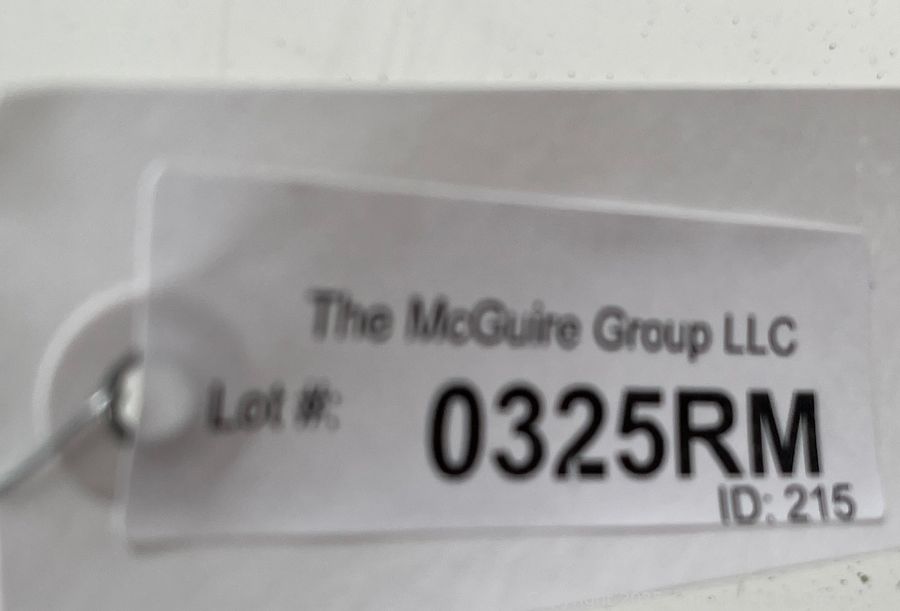 The McGuire Group LLC
Lot #: 0325RM
ID: 215